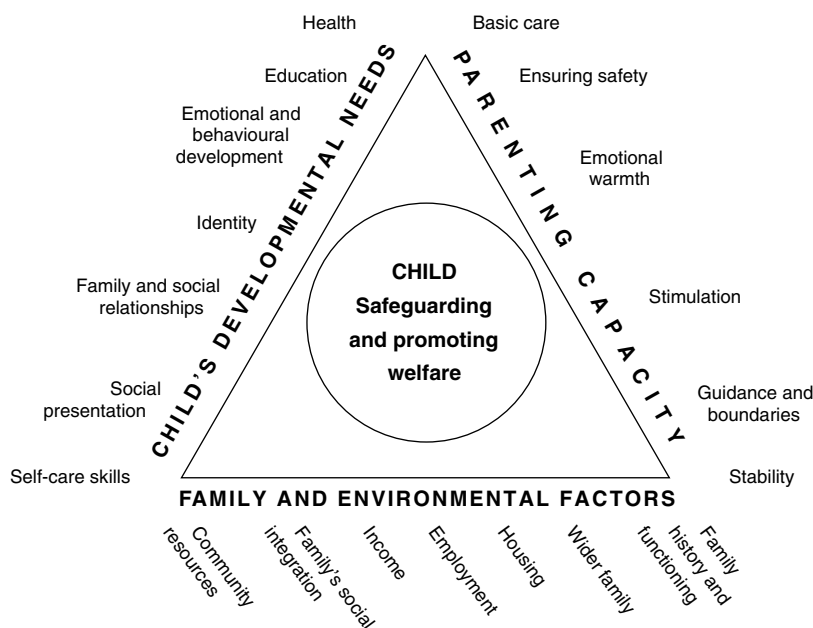 Health
Education
Emotional and
behavioural
development
Identity
Family and social
relationships
Social
presentation
Self-care skills
CHILD'S DEVELOPMENTAL NEEDS
Basic care
Ensuring safety
Emotional
warmth
Stimulation
Guidance and
boundaries
Stability
PARENTING CAPACITY
CHILD
Safeguarding
and promoting
welfare
FAMILY AND ENVIRONMENTAL FACTORS
Community
resources
Family's social
integration
Income
Employment
Housing
Wider family
Family
history and
functioning